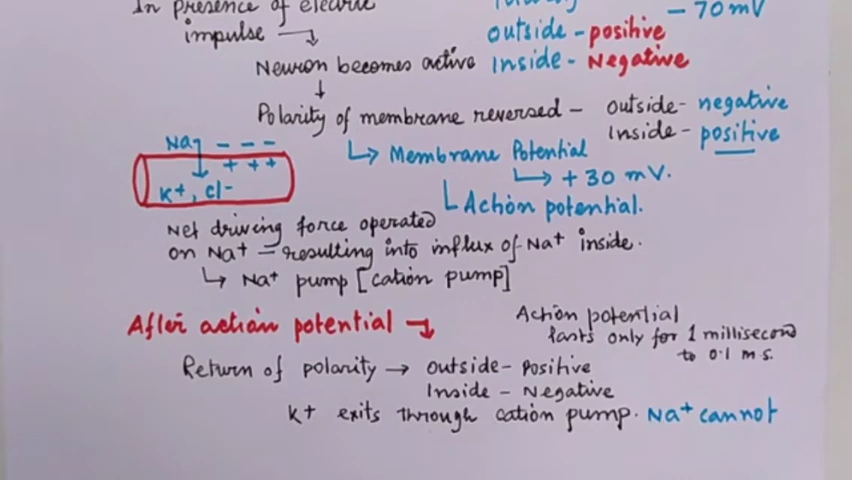 In presence of electric
impulse →
- 70 mV
outside - positive
Inside - Negative
Neuron becomes active
↓
Polarity of membrane reversed - outside- negative
Inside - positive
Na - - -
+ + +
K+, Cl-
↳ Membrane Potential
↳ + 30 mV.
↳ Action potential.
Net driving force operated
on Na+ - resulting into influx of Na+ inside.
↳ Na+ pump [cation pump]
After action potential →
Action potential
lasts only for 1 millisecond
to 0.1 ms.
Return of polarity → outside- Positive
Inside - Negative
K+ exits through cation pump. Na+ cannot